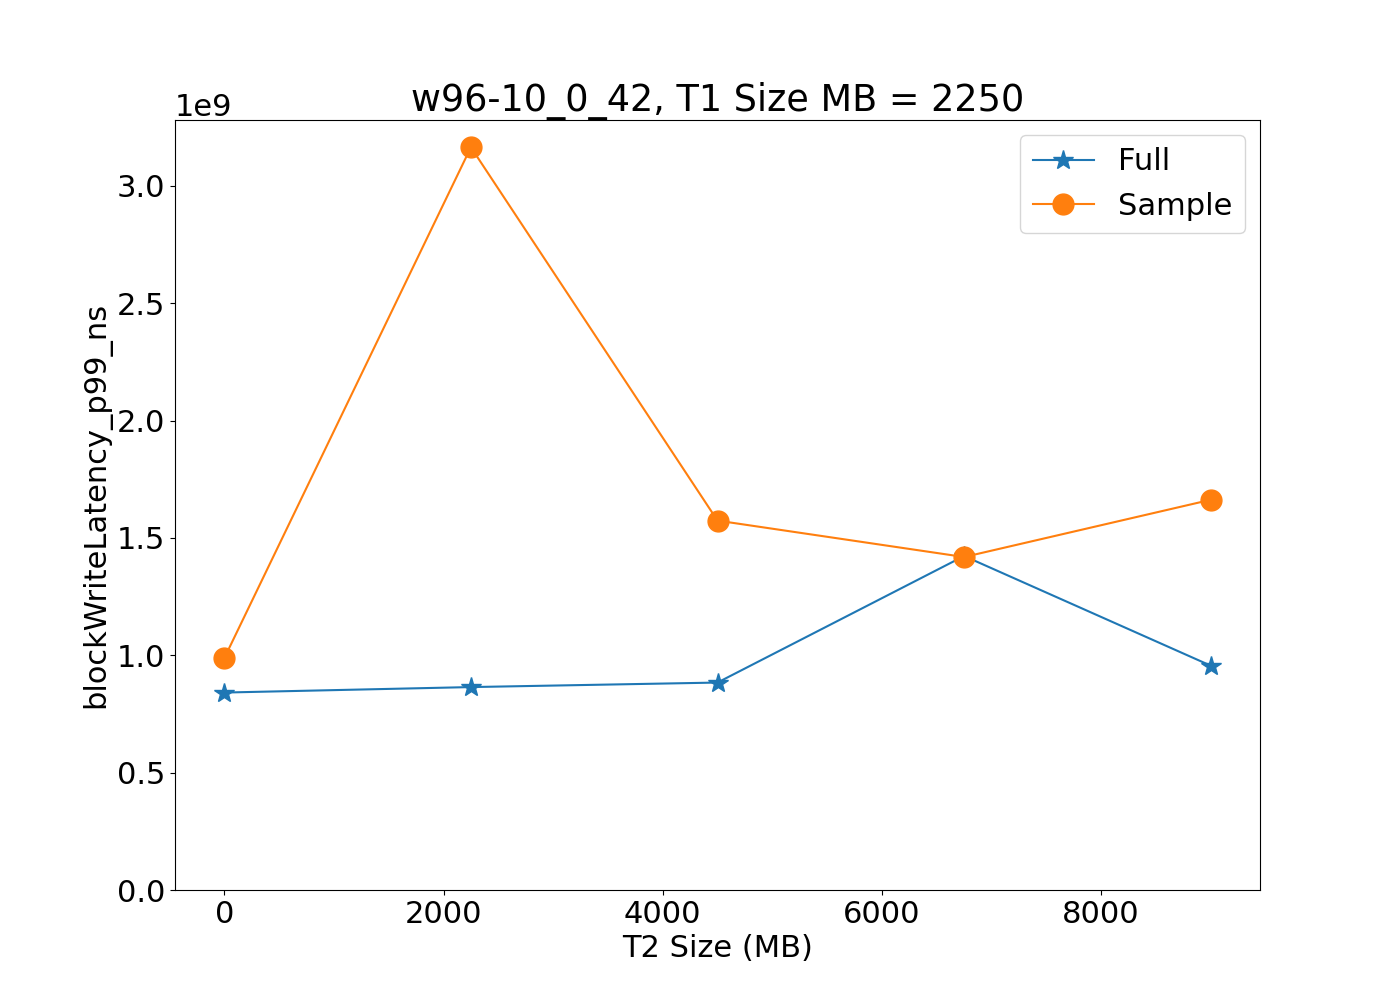 w96-10_0_42, T1 Size MB = 2250
1e9
Full
Sample
3.0
2.5
2.0
1.5
1.0
0.5
0.0
blockWriteLatency_p99_ns
0 2000 4000 6000 8000
T2 Size (MB)